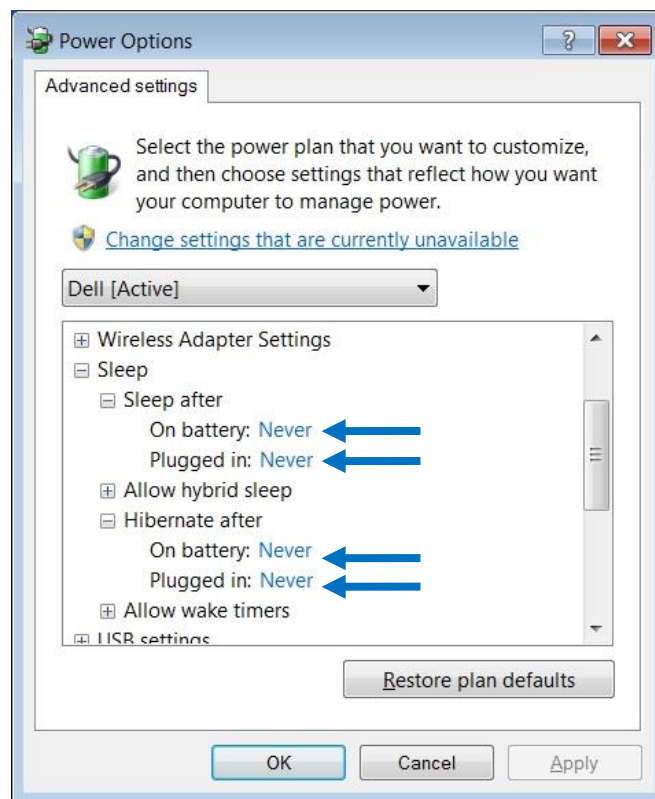 Power Options
?
Advanced settings
Select the power plan that you want to customize,
and then choose settings that reflect how you want
your computer to manage power.
Change settings that are currently unavailable
Dell [Active]
Wireless Adapter Settings
Sleep
Sleep after
On battery: Never
Plugged in: Never
Allow hybrid sleep
Hibernate after
On battery: Never
Plugged in: Never
Allow wake timers
USB settings
Restore plan defaults
OK
Cancel
Apply